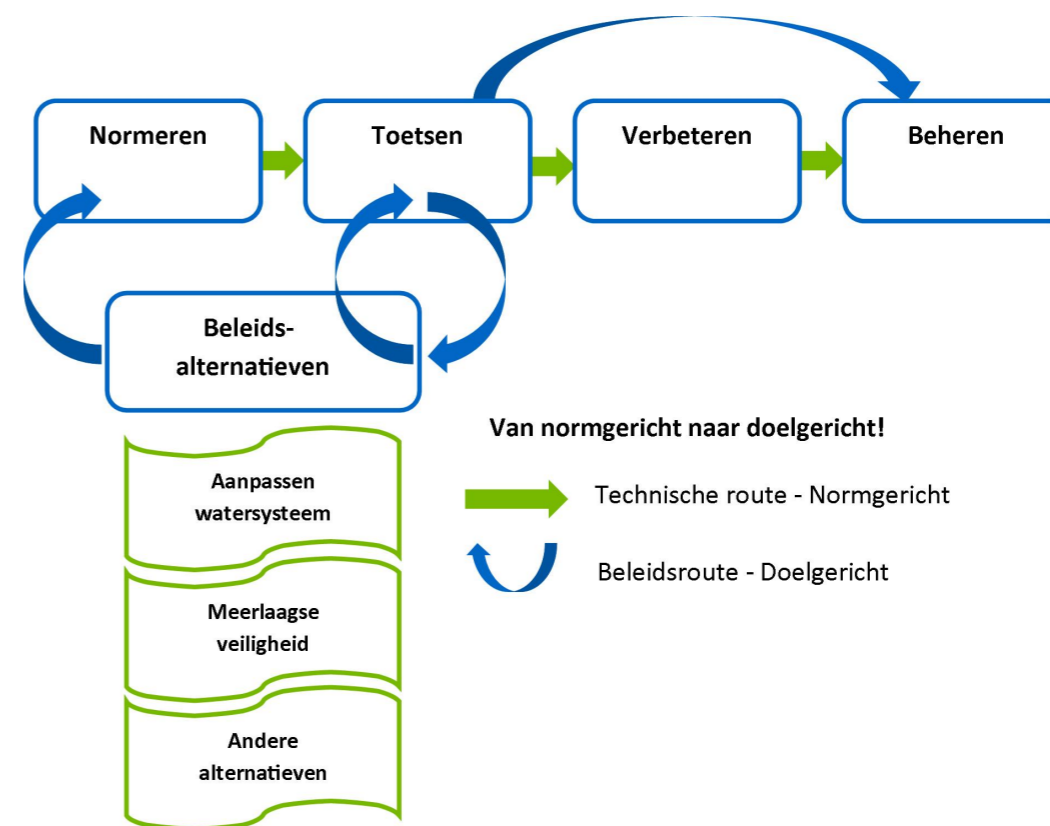 Normeren
Toetsen
Verbeteren
Beheren
Beleids-
alternatieven
Van normgericht naar doelgericht!
Technische route - Normgericht
Beleidsroute - Doelgericht
Aanpassen
watersysteem
Meerlaagse
veiligheid
Andere
alternatieven